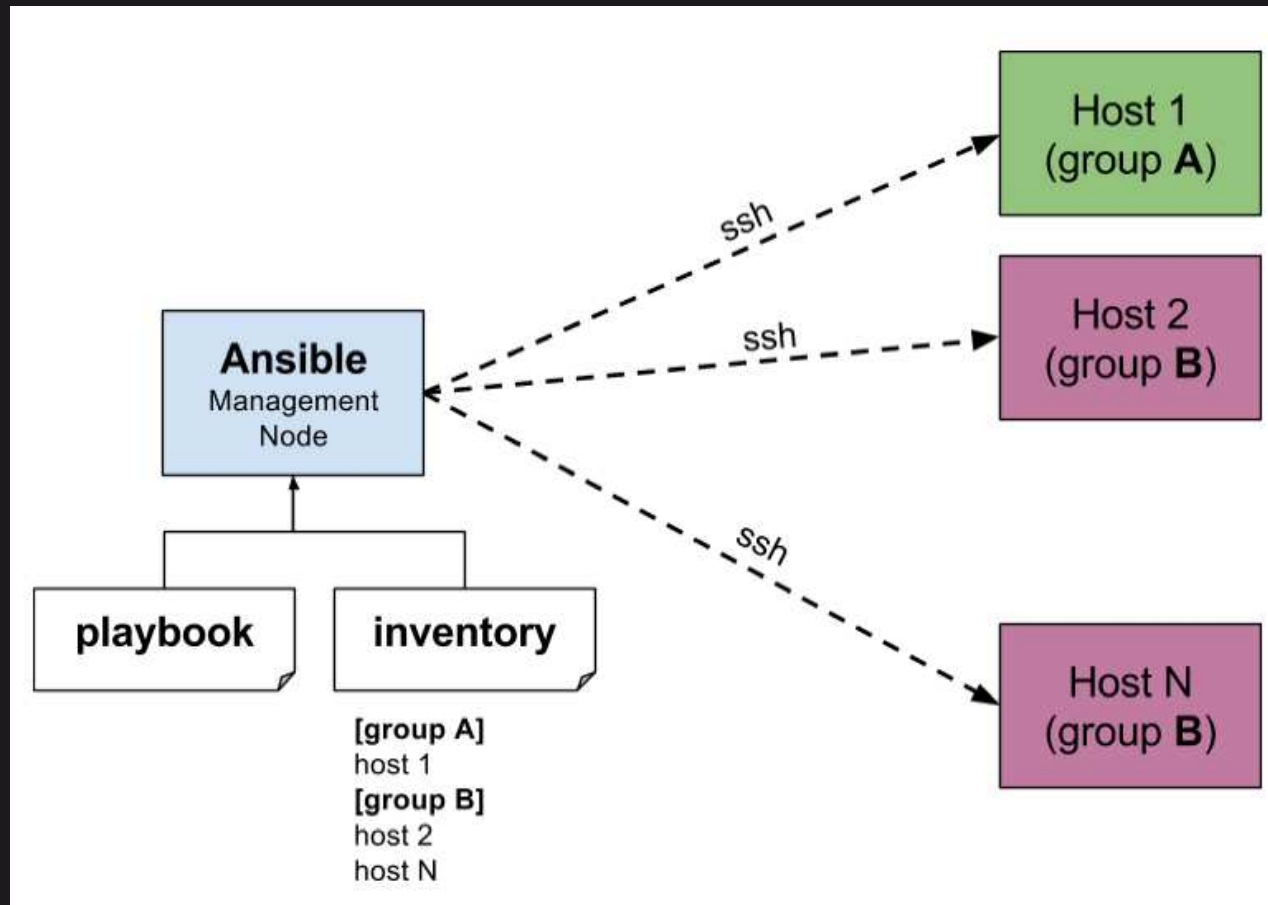 Host 1
(group A)
ssh
Host 2
(group B)
ssh
Ansible
Management
Node
ssh
playbook
inventory
Host N
(group B)
[group A]
host 1
[group B]
host 2
host N